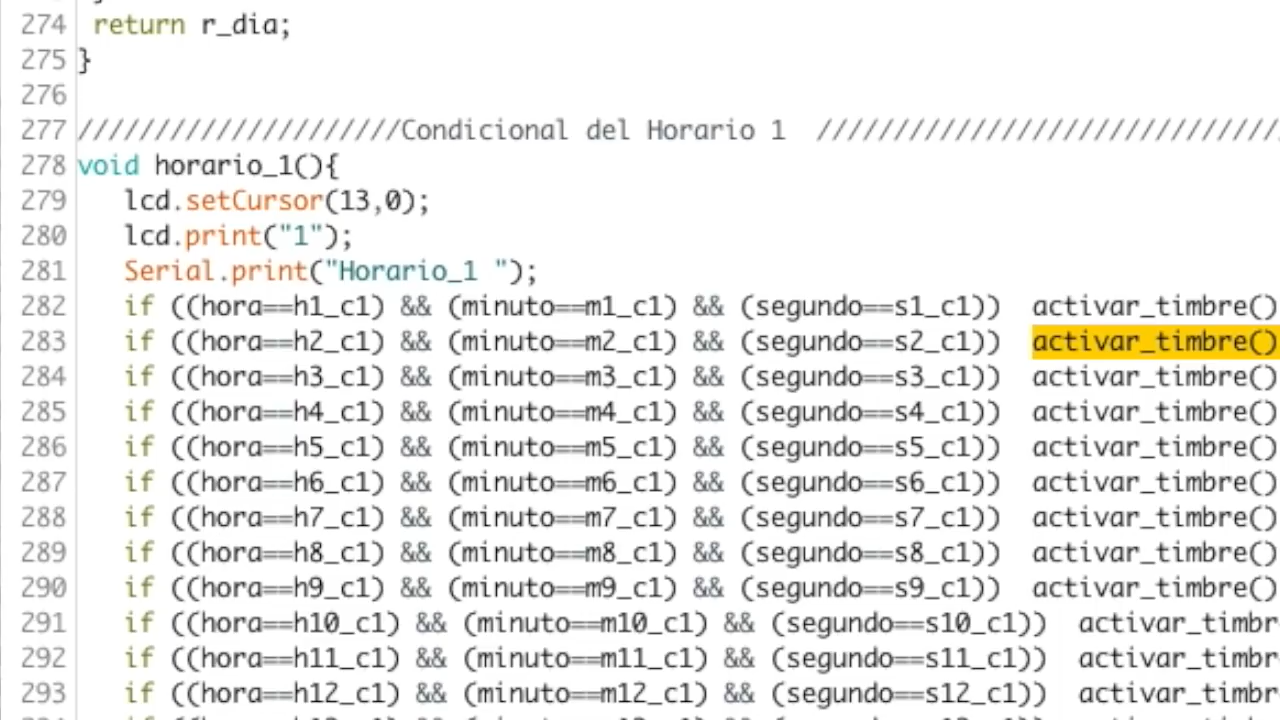 274 return r_dia;
275 }
276
277 /////////////////////Condicional del Horario 1 //////////////////////////////
278 void horario_1(){
279 lcd.setCursor(13,0);
280 lcd.print("1");
281 Serial.print("Horario_1 ");
282 if ((hora==h1_c1) && (minuto==m1_c1) && (segundo==s1_c1)) activar_timbre()
283 if ((hora==h2_c1) && (minuto==m2_c1) && (segundo==s2_c1)) activar_timbre()
284 if ((hora==h3_c1) && (minuto==m3_c1) && (segundo==s3_c1)) activar_timbre()
285 if ((hora==h4_c1) && (minuto==m4_c1) && (segundo==s4_c1)) activar_timbre()
286 if ((hora==h5_c1) && (minuto==m5_c1) && (segundo==s5_c1)) activar_timbre()
287 if ((hora==h6_c1) && (minuto==m6_c1) && (segundo==s6_c1)) activar_timbre()
288 if ((hora==h7_c1) && (minuto==m7_c1) && (segundo==s7_c1)) activar_timbre()
289 if ((hora==h8_c1) && (minuto==m8_c1) && (segundo==s8_c1)) activar_timbre()
290 if ((hora==h9_c1) && (minuto==m9_c1) && (segundo==s9_c1)) activar_timbre()
291 if ((hora==h10_c1) && (minuto==m10_c1) && (segundo==s10_c1)) activar_timbr
292 if ((hora==h11_c1) && (minuto==m11_c1) && (segundo==s11_c1)) activar_timbr
293 if ((hora==h12_c1) && (minuto==m12_c1) && (segundo==s12_c1)) activar_timbr